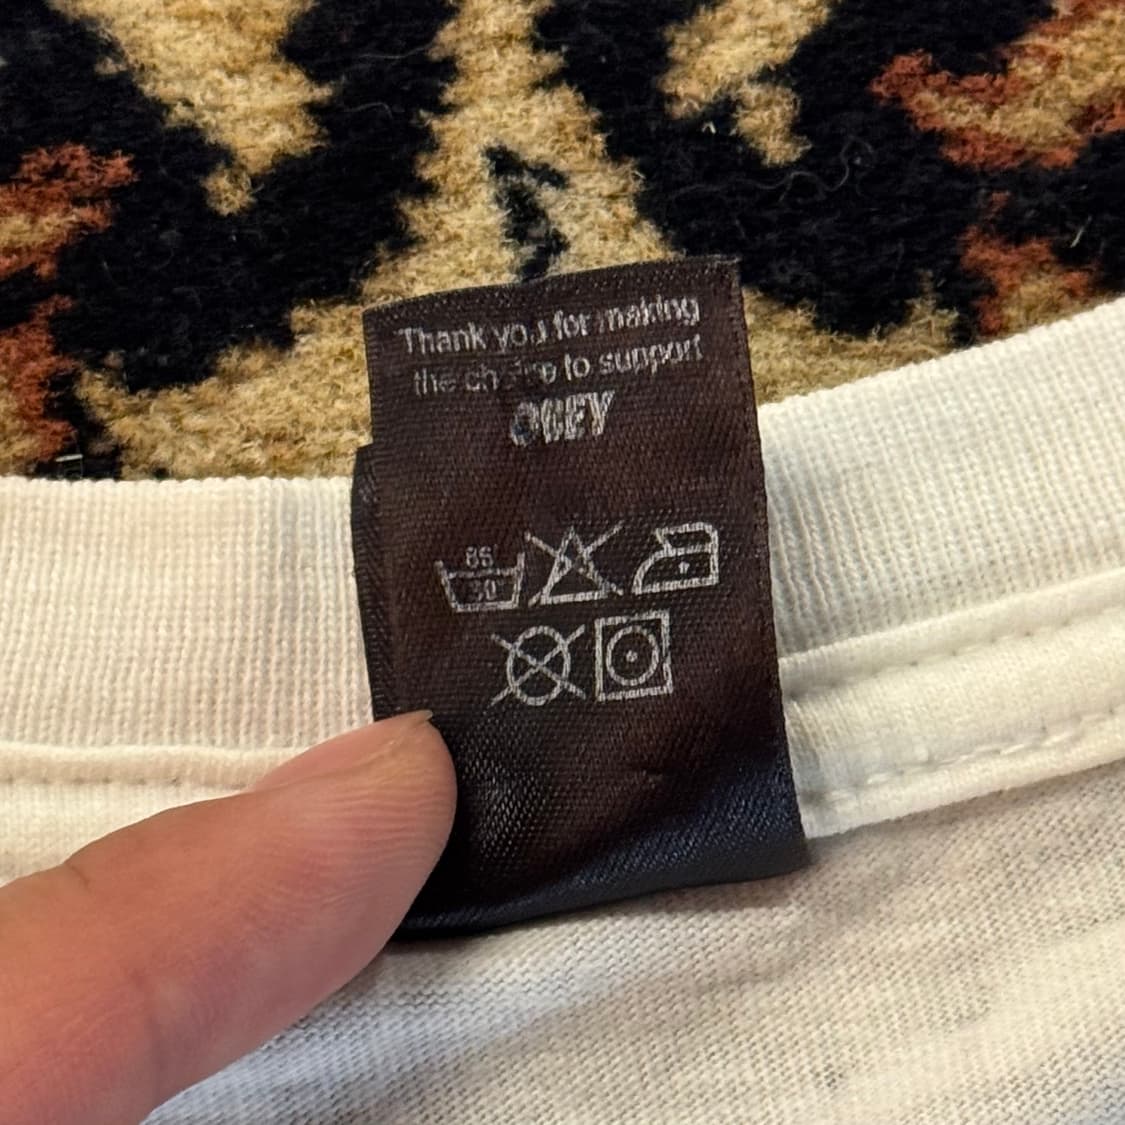 Thank you for making
the choice to support
OBEY
85
30°